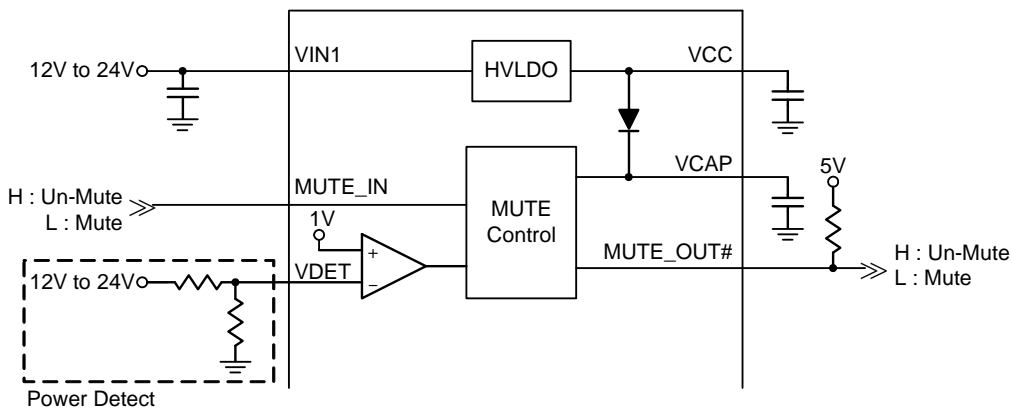 VIN1
VCC
12V to 24V
HVLDO
VCAP
5V
MUTE_IN
H : Un-Mute
L : Mute
1V
MUTE
Control
+
MUTE_OUT#
H : Un-Mute
L : Mute
VDET
12V to 24V
−
Power Detect